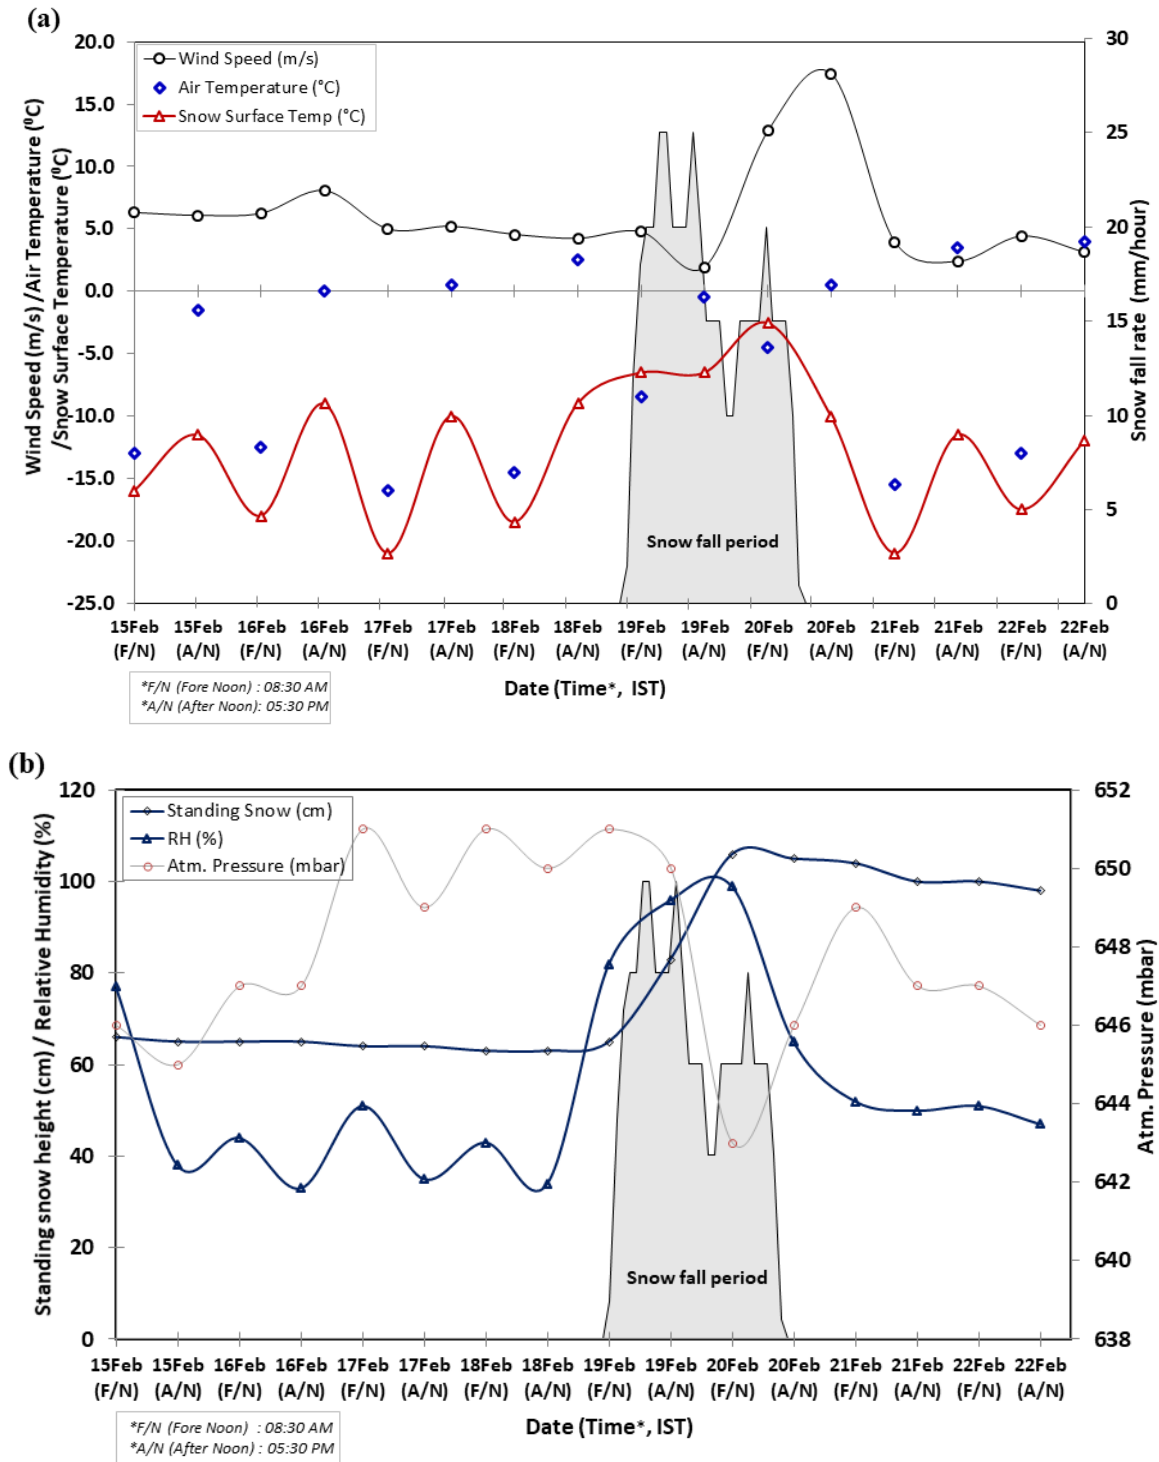 (a)
20.0
15.0
10.0
5.0
0.0
-5.0
-10.0
-15.0
-20.0
-25.0
Wind Speed (m/s) /Air Temperature (⁰C)
/Snow Surface Temperature (⁰C)
Wind Speed (m/s)
Air Temperature (°C)
Snow Surface Temp (°C)
30
25
20
15
10
5
0
Snow fall rate (mm/hour)
Snow fall period
15Feb 15Feb 16Feb 16Feb 17Feb 17Feb 18Feb 18Feb 19Feb 19Feb 20Feb 20Feb 21Feb 21Feb 22Feb 22Feb
(F/N) (A/N) (F/N) (A/N) (F/N) (A/N) (F/N) (A/N) (F/N) (A/N) (F/N) (A/N) (F/N) (A/N) (F/N) (A/N)
Date (Time*, IST)
*F/N (Fore Noon) : 08:30 AM
*A/N (After Noon): 05:30 PM
(b)
120
100
80
60
40
20
0
Standing snow height (cm) / Relative Humidity (%)
Standing Snow (cm)
RH (%)
Atm. Pressure (mbar)
652
650
648
646
644
642
640
638
Atm. Pressure (mbar)
Snow fall period
15Feb 15Feb 16Feb 16Feb 17Feb 17Feb 18Feb 18Feb 19Feb 19Feb 20Feb 20Feb 21Feb 21Feb 22Feb 22Feb
(F/N) (A/N) (F/N) (A/N) (F/N) (A/N) (F/N) (A/N) (F/N) (A/N) (F/N) (A/N) (F/N) (A/N) (F/N) (A/N)
Date (Time*, IST)
*F/N (Fore Noon) : 08:30 AM
*A/N (After Noon) : 05:30 PM